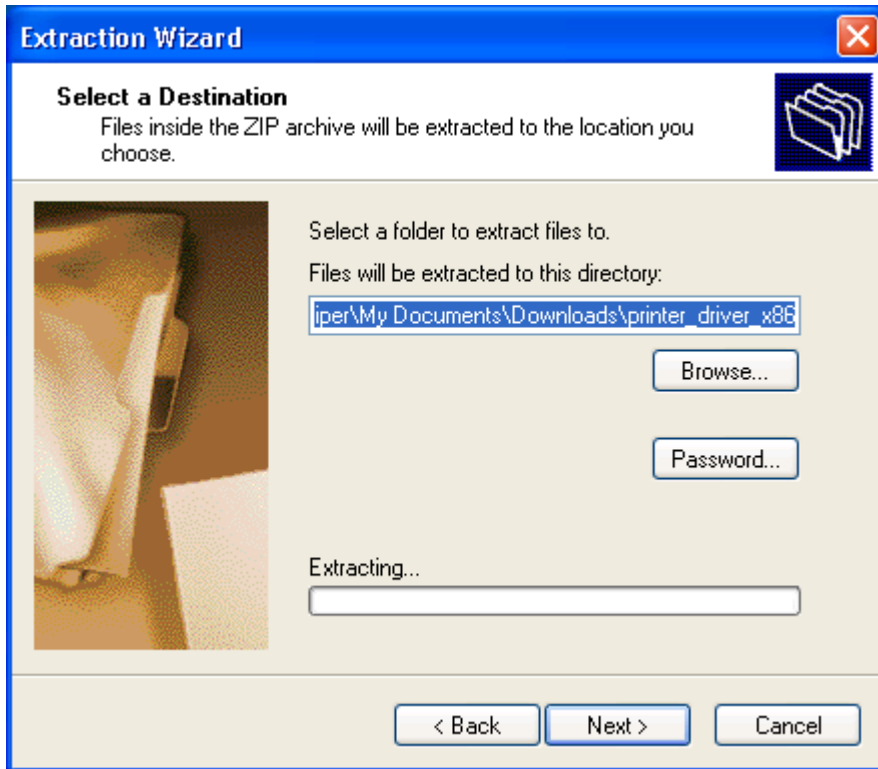 Extraction Wizard
Select a Destination
Files inside the ZIP archive will be extracted to the location you
choose.
Select a folder to extract files to.
Files will be extracted to this directory:
iper\My Documents\Downloads\printer_driver_x86
Browse...
Password...
Extracting...
< Back Next > Cancel